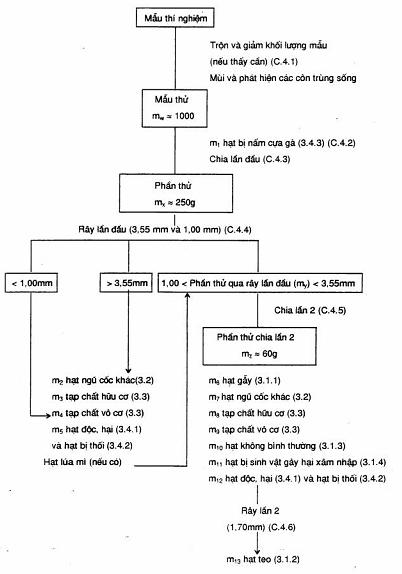 Mẫu thí nghiệm
Trộn và giảm khối lượng mẫu
(nếu thấy cần) (C.4.1)
Mùi và phát hiện các côn trùng sống
Mẫu thử
mw ≈ 1000
m1 hạt bị nấm cựa gà (3.4.3) (C.4.2)
Chia lần đầu (C.4.3)
Phần thử
mx ≈ 250g
Rây lần đầu (3,55 mm và 1,00 mm) (C.4.4)
< 1,00mm
> 3,55mm
1,00 < Phần thử qua rây lần đầu (my) < 3,55mm
Chia lần 2 (C.4.5)
Phần thử chia lần 2
mz ≈ 60g
m2 hạt ngũ cốc khác(3.2)
m3 tạp chất hữu cơ (3.3)
m4 tạp chất vô cơ (3.3)
m5 hạt độc, hại (3.4.1)
và hạt bị thối (3.4.2)
Hạt lúa mì (nếu có)
m6 hạt gẫy (3.1.1)
m7 hạt ngũ cốc khác (3.2)
m8 tạp chất hữu cơ (3.3)
m9 tạp chất vô cơ (3.3)
m10 hạt không bình thường (3.1.3)
m11 hạt bị sinh vật gây hại xâm nhập (3.1.4)
m12 hạt độc, hại (3.4.1) và hạt bị thối (3.4.2)
Rây lần 2
(1,70mm) (C.4.6)
m13 hạt teo (3.1.2)